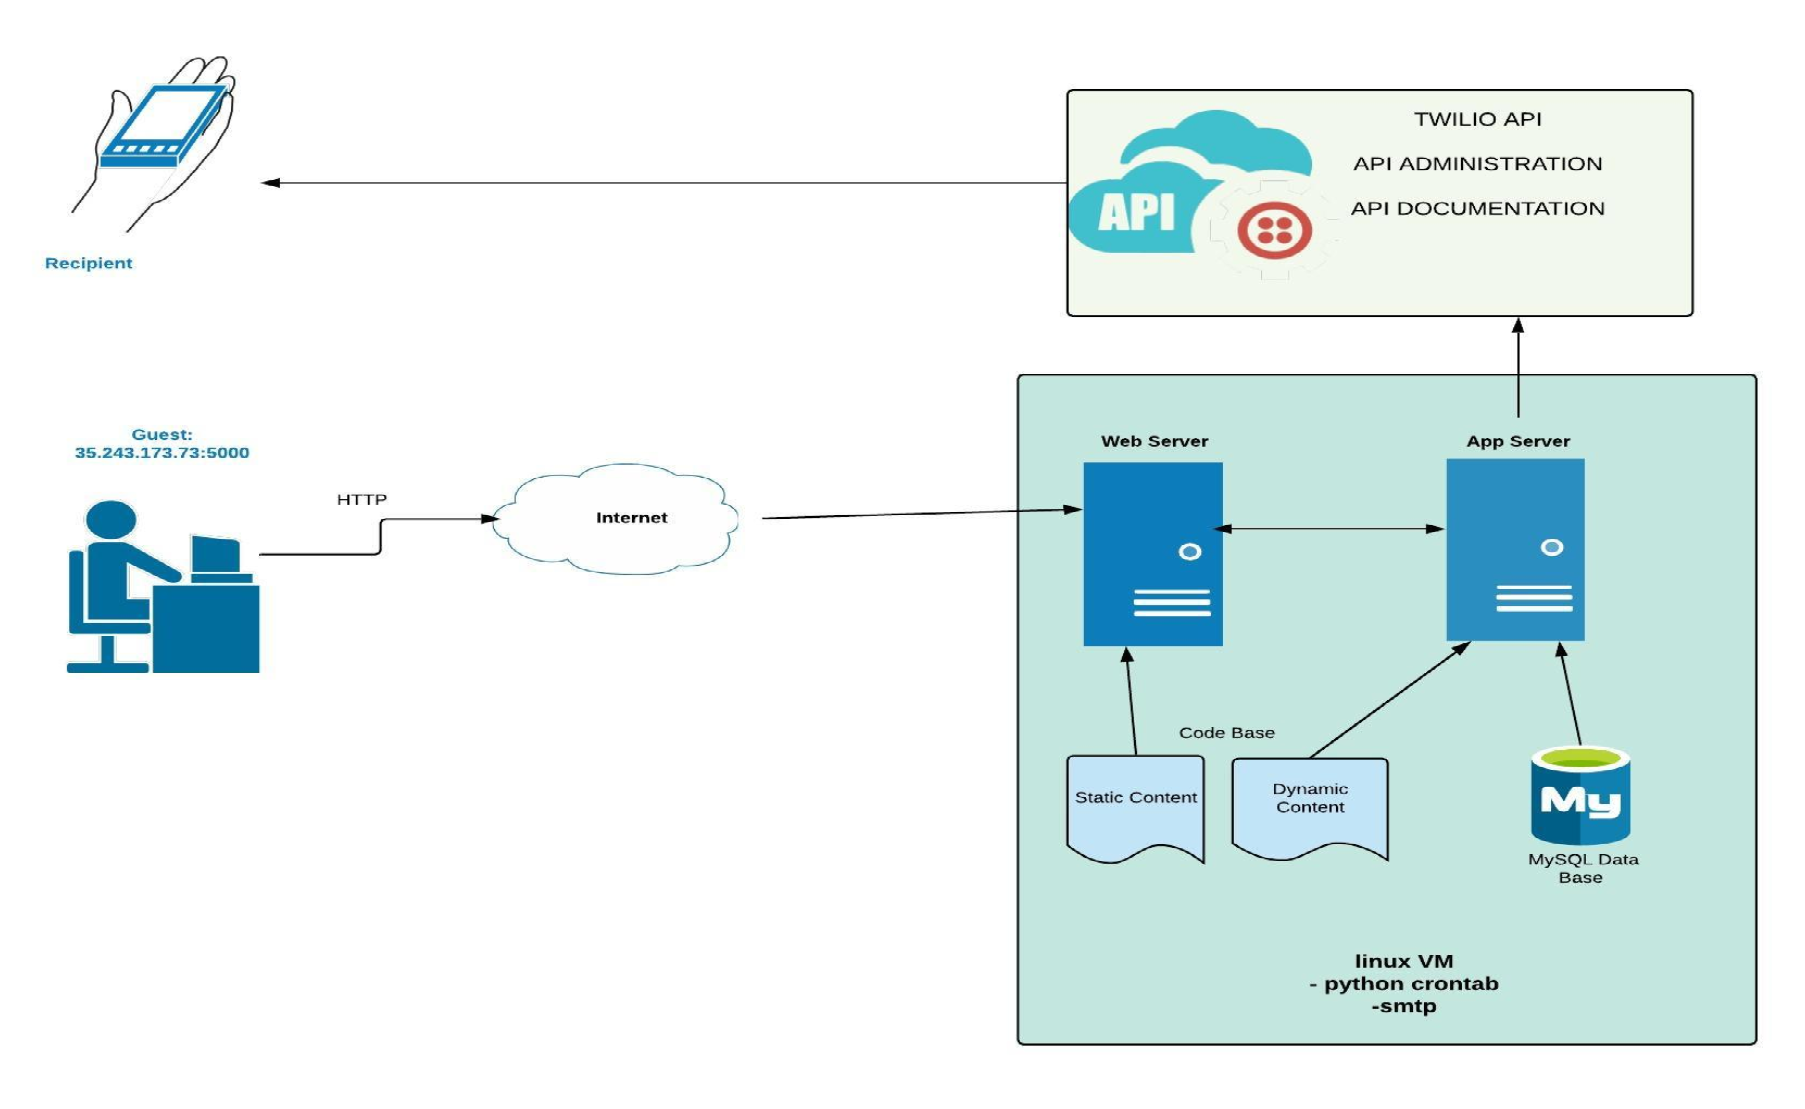 TWILIO API
API ADMINISTRATION
API DOCUMENTATION
API
Recipient
Guest:
35.243.173.73:5000
HTTP
Internet
Web Server
App Server
Code Base
Static Content
Dynamic
Content
My
MySQL Data
Base
linux VM
- python crontab
-smtp